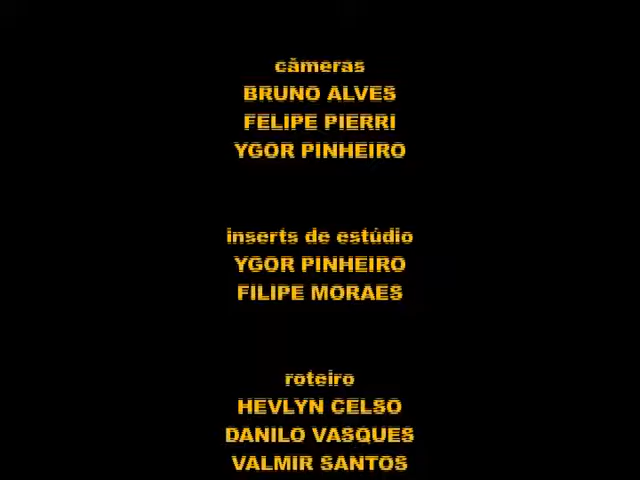 câmeras
BRUNO ALVES
FELIPE PIERRI
YGOR PINHEIRO
inserts de estúdio
YGOR PINHEIRO
FILIPE MORAES
roteiro
HEVLYN CELSO
DANILO VASQUES
VALMIR SANTOS